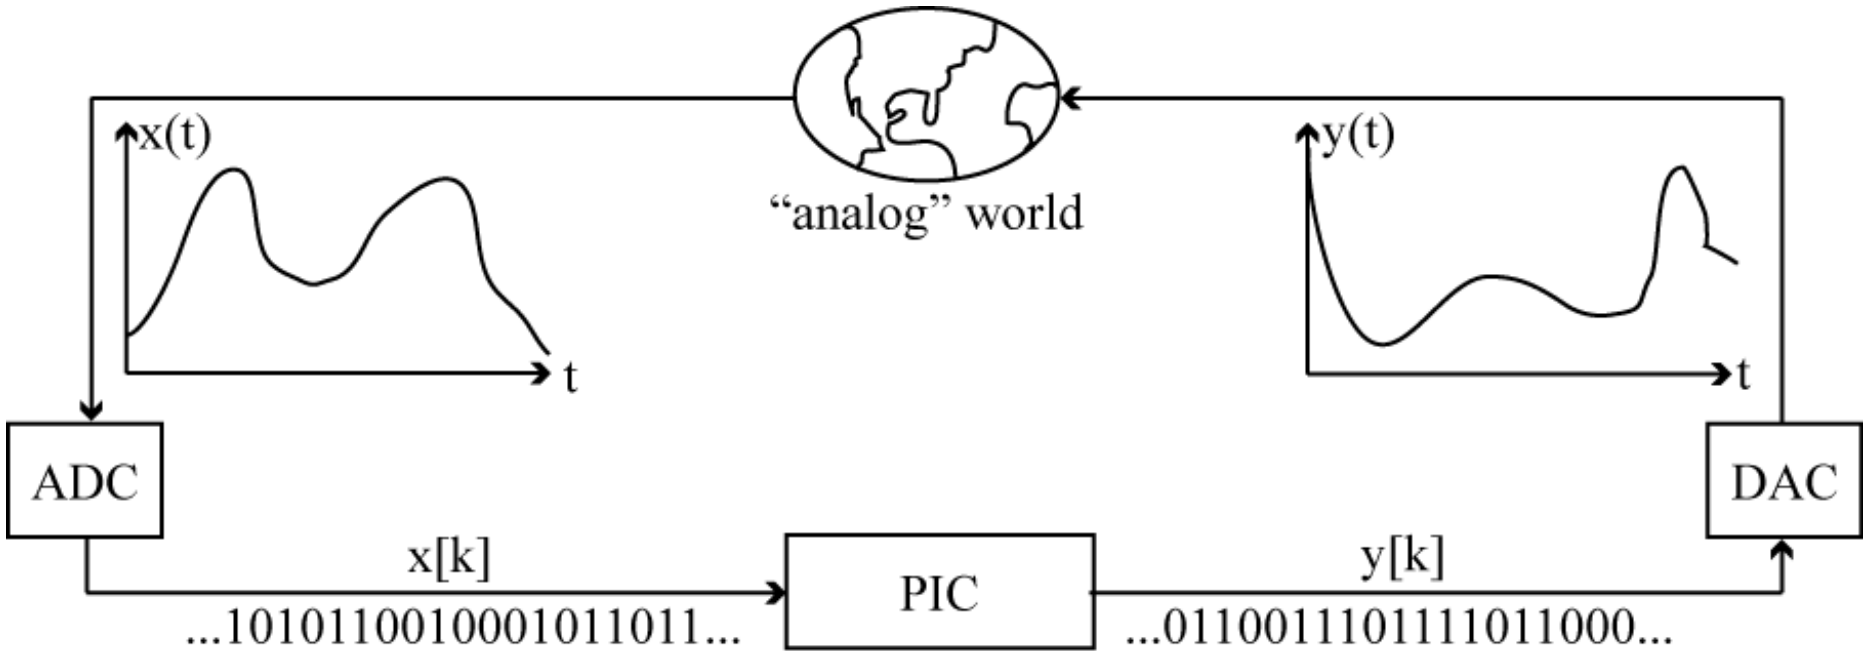 x(t)
y(t)
“analog” world
t
t
ADC
DAC
x[k]
PIC
y[k]
...1010110010001011011...
...0110011101111011000...